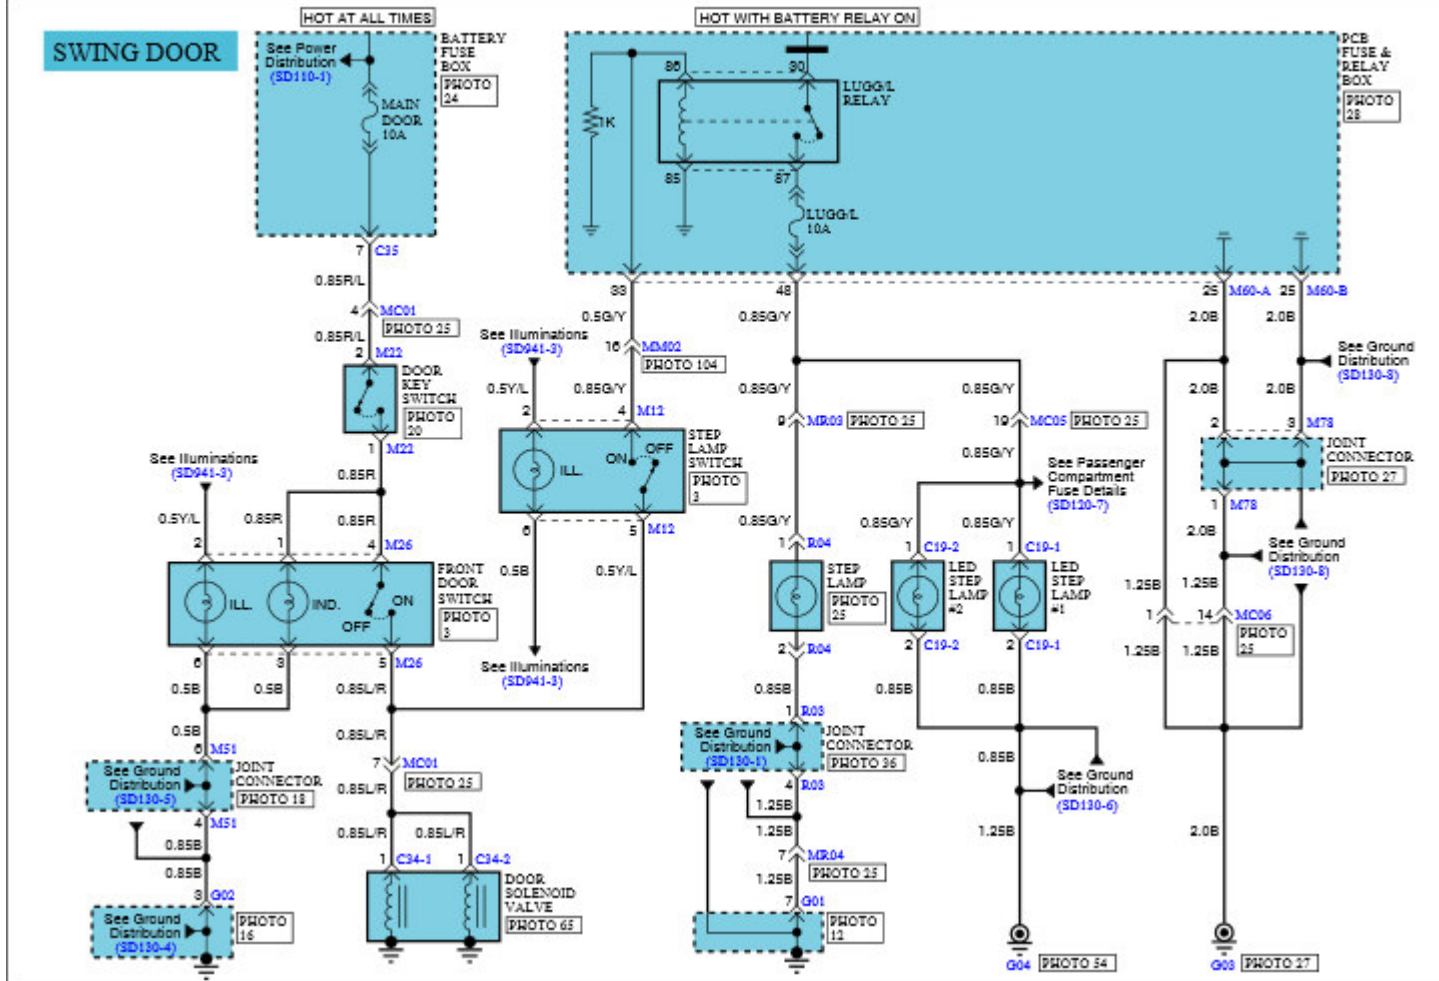 HOT AT ALL TIMES
HOT WITH BATTERY RELAY ON
SWING DOOR
See Power
Distribution
(SD110-1)
BATTERY
FUSE
BOX
PHOTO
24
MAIN
DOOR
10A
7
C35
0.85R/L
4
MC01
PHOTO 25
0.85R/L
2
M22
DOOR
KEY
SWITCH
PHOTO
20
1
M22
0.85R
See Illuminations
(SD941-3)
0.5Y/L
0.85R
0.85R
2
1
4
M26
ILL.
IND.
ON
OFF
FRONT
DOOR
SWITCH
PHOTO
3
6
3
5
M26
0.5B
0.5B
0.85L/R
0.5B
0.85L/R
6
M51
See Ground
Distribution
(SD130-5)
JOINT
CONNECTOR
PHOTO 18
4
M51
0.85B
0.85B
3
G02
See Ground
Distribution
(SD130-4)
PHOTO
16
7
MC01
PHOTO 25
0.85L/R
0.85L/R
0.85L/R
1
C34-1
1
C34-2
DOOR
SOLENOID
VALVE
PHOTO 65
PCB
FUSE &
RELAY
BOX
PHOTO
28
86
30
LUGG/L
RELAY
1K
85
87
LUGG/L
10A
33
48
25
M60-A
25
M60-B
0.5G/Y
0.85G/Y
2.0B
2.0B
See Illuminations
(SD941-3)
16
MM02
PHOTO 104
0.5Y/L
0.85G/Y
2
4
M12
ILL.
ON
OFF
STEP
LAMP
SWITCH
PHOTO
3
6
5
M12
0.5B
0.5Y/L
See Illuminations
(SD941-3)
0.85G/Y
0.85G/Y
9
MR03
PHOTO 25
19
MC05
PHOTO 25
0.85G/Y
See Passenger
Compartment
Fuse Details
(SD120-7)
0.85G/Y
0.85G/Y
0.85G/Y
1
R04
1
C19-2
1
C19-1
STEP
LAMP
PHOTO
25
LED
STEP
LAMP
#2
LED
STEP
LAMP
#1
2
R04
2
C19-2
2
C19-1
0.85B
0.85B
0.85B
1
R03
See Ground
Distribution
(SD130-1)
JOINT
CONNECTOR
PHOTO 36
4
R03
1.25B
1.25B
7
MR04
PHOTO 25
1.25B
7
G01
PHOTO
12
0.85B
See Ground
Distribution
(SD130-6)
1.25B
G04
PHOTO 54
See Ground
Distribution
(SD130-8)
2.0B
2.0B
2
3
M78
JOINT
CONNECTOR
PHOTO 27
1
M78
2.0B
See Ground
Distribution
(SD130-8)
1.25B
1.25B
1
14
MC06
PHOTO
25
1.25B
1.25B
2.0B
G03
PHOTO 27